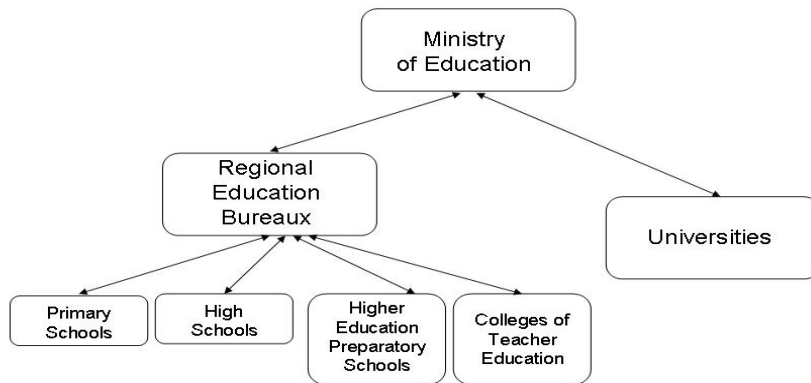 Ministry
of Education
Regional
Education
Bureaux
Universities
Primary
Schools
High
Schools
Higher
Education
Preparatory
Schools
Colleges of
Teacher
Education